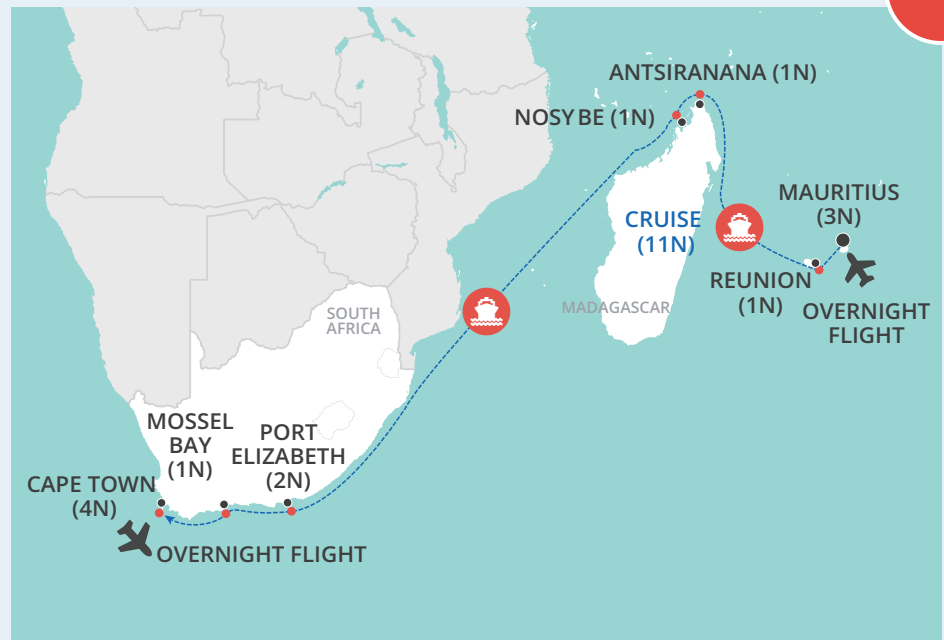 ANTSIRANANA (1N)
NOSY BE (1N)
MAURITIUS
(3N)
CRUISE
(11N)
REUNION
(1N)
OVERNIGHT
FLIGHT
MADAGASCAR
SOUTH
AFRICA
MOSSEL
BAY
(1N)
PORT
ELIZABETH
(2N)
CAPE TOWN
(4N)
OVERNIGHT FLIGHT